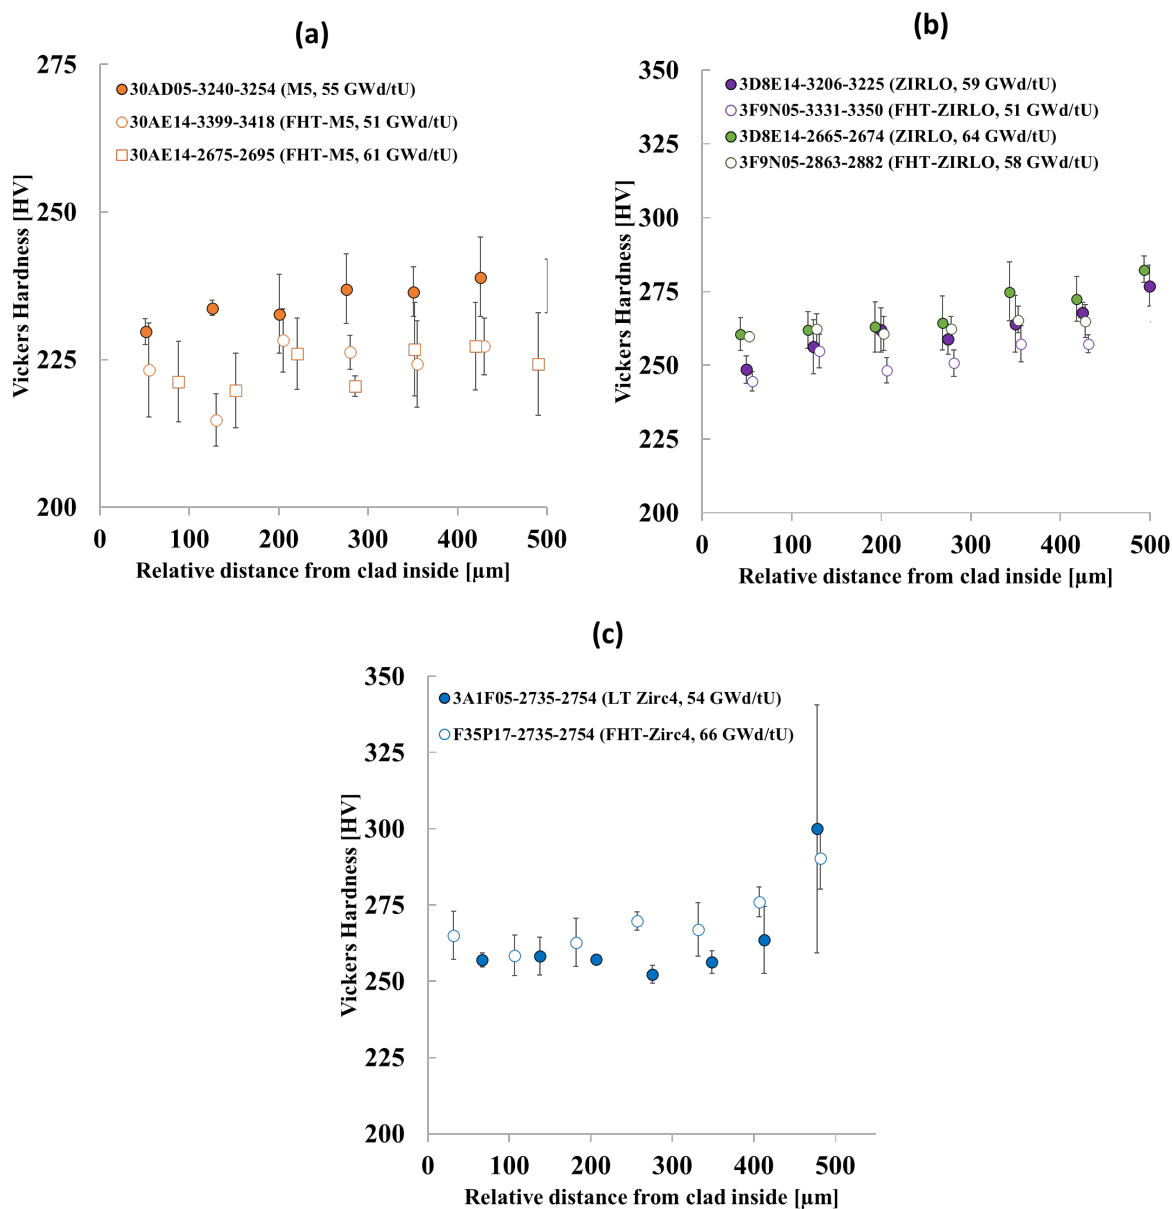 (a)
275
250
225
200
Vickers Hardness [HV]
30AD05-3240-3254 (M5, 55 GWd/tU)
30AE14-3399-3418 (FHT-M5, 51 GWd/tU)
30AE14-2675-2695 (FHT-M5, 61 GWd/tU)
0 100 200 300 400 500
Relative distance from clad inside [µm]
(b)
350
325
300
275
250
225
200
Vickers Hardness [HV]
3D8E14-3206-3225 (ZIRLO, 59 GWd/tU)
3F9N05-3331-3350 (FHT-ZIRLO, 51 GWd/tU)
3D8E14-2665-2674 (ZIRLO, 64 GWd/tU)
3F9N05-2863-2882 (FHT-ZIRLO, 58 GWd/tU)
0 100 200 300 400 500
Relative distance from clad inside [µm]
(c)
350
325
300
275
250
225
200
Vickers Hardness [HV]
3A1F05-2735-2754 (LT Zirc4, 54 GWd/tU)
F35P17-2735-2754 (FHT-Zirc4, 66 GWd/tU)
0 100 200 300 400 500
Relative distance from clad inside [µm]